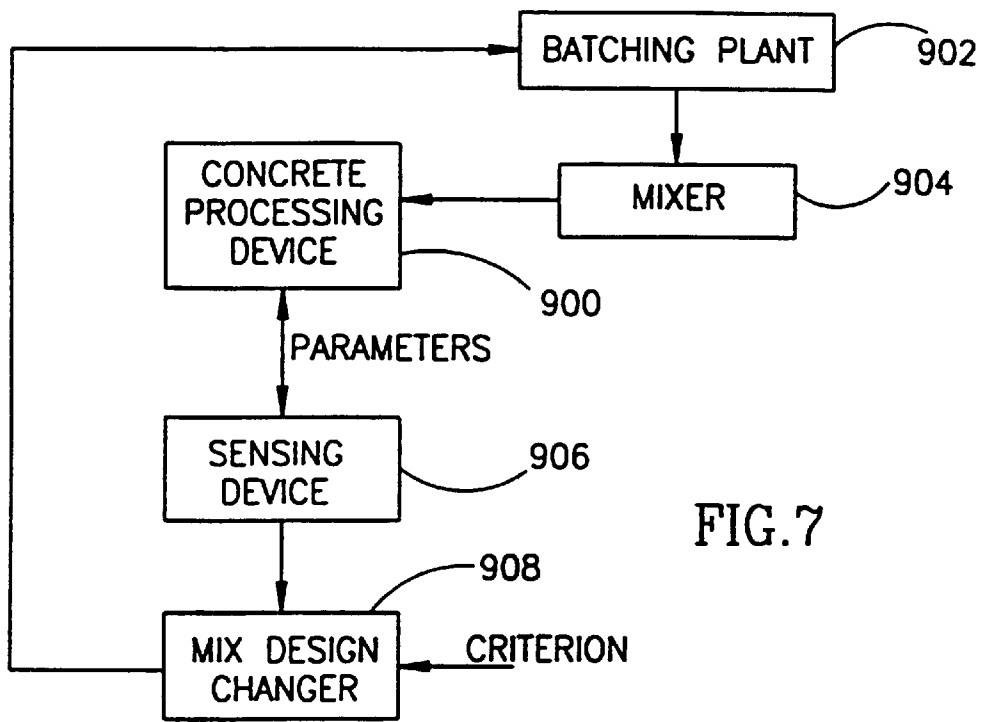 BATCHING PLANT
902
MIXER
904
CONCRETE
PROCESSING
DEVICE
900
PARAMETERS
SENSING
DEVICE
906
FIG.7
908
MIX DESIGN
CHANGER
CRITERION